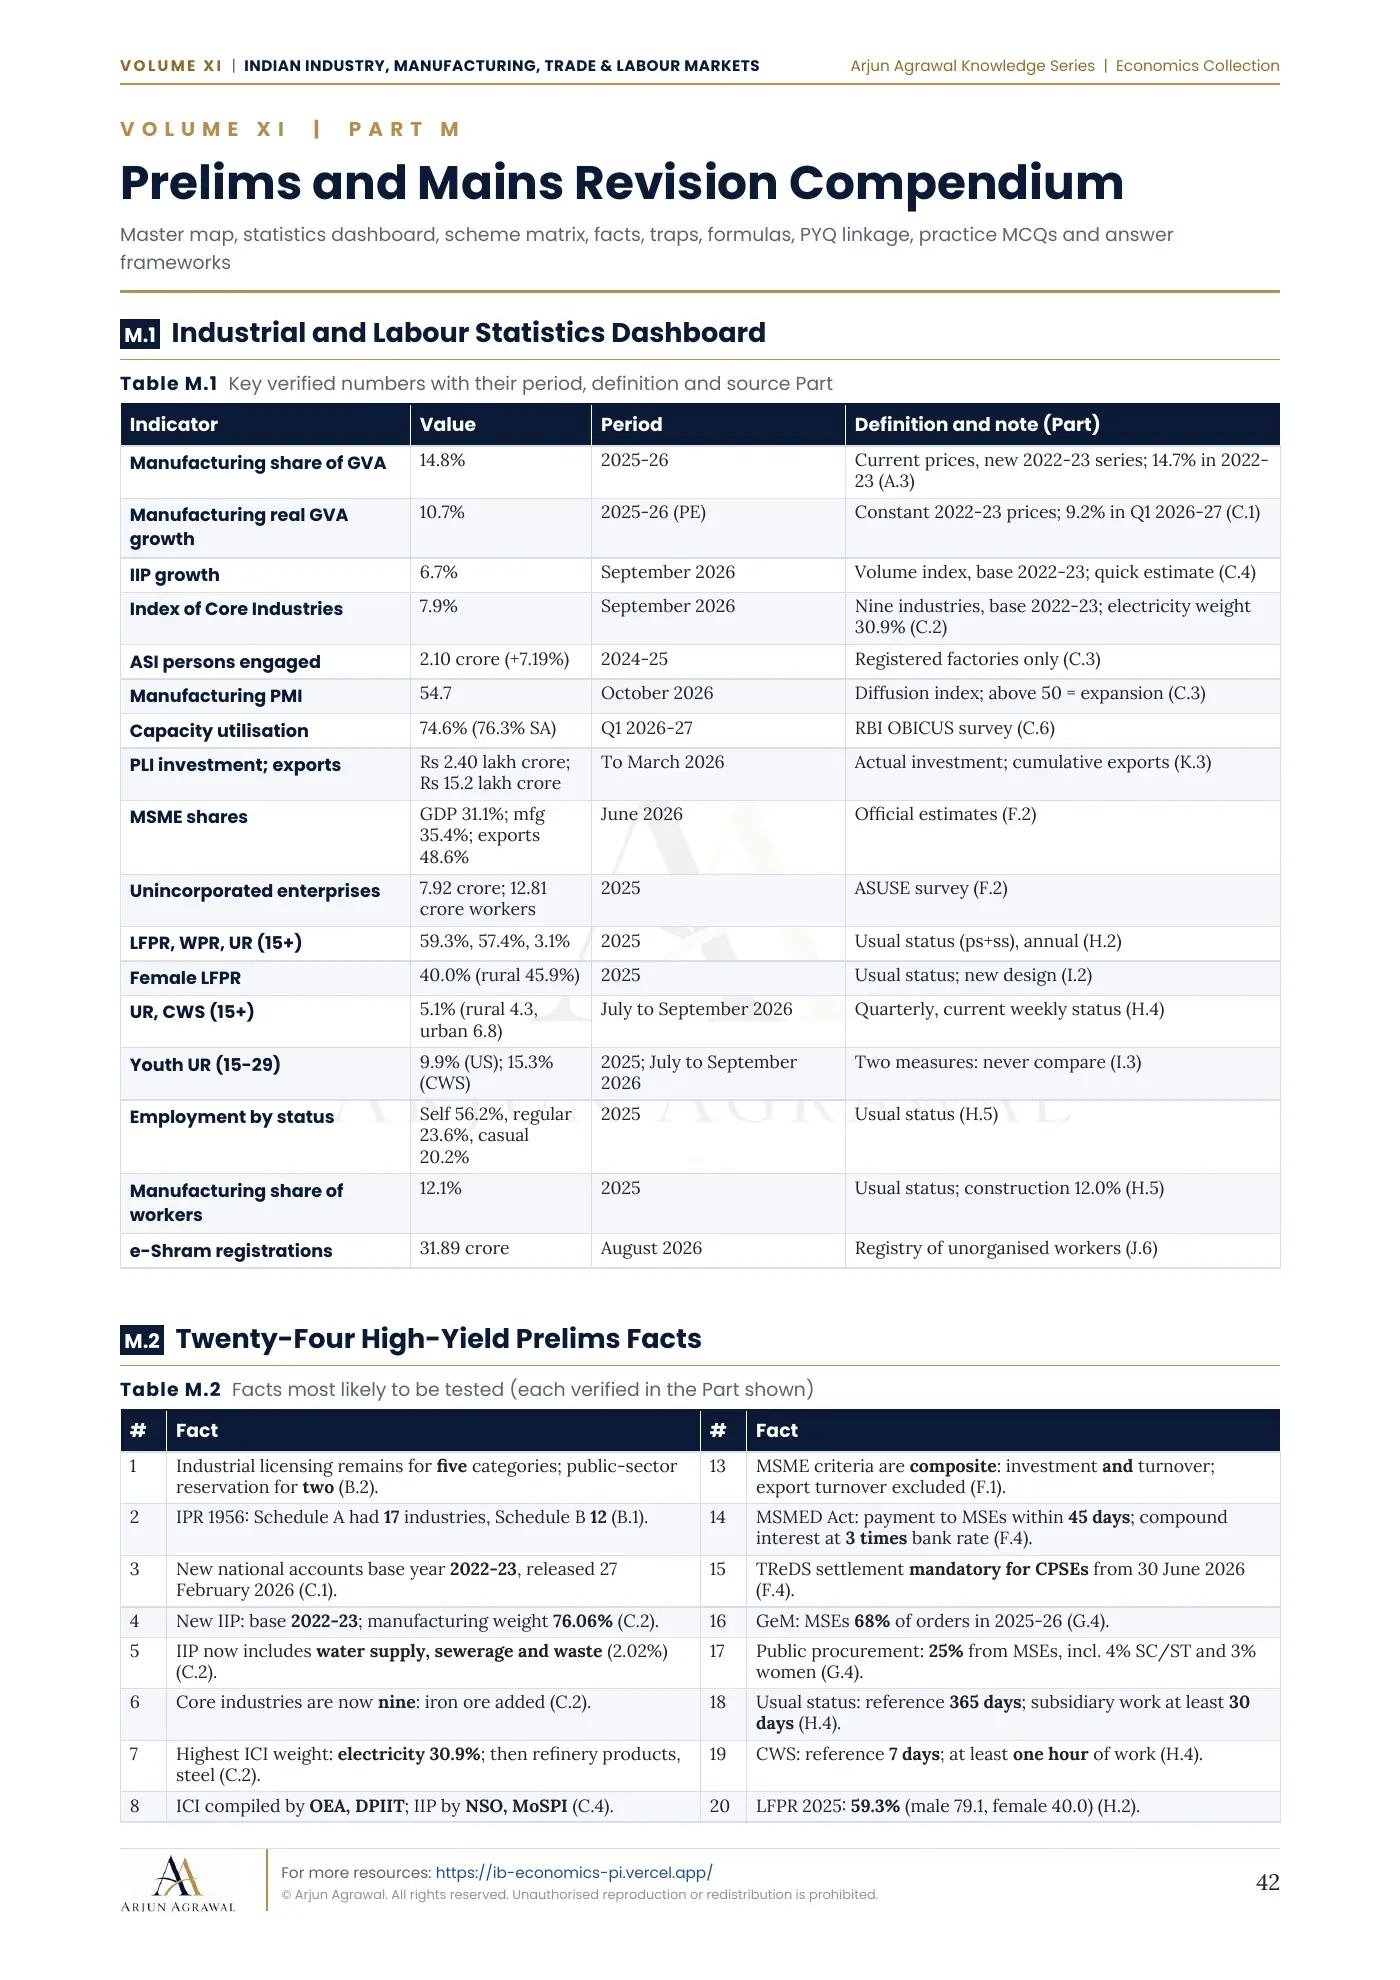 VOLUME XI | INDIAN INDUSTRY, MANUFACTURING, TRADE & LABOUR MARKETS
Arjun Agrawal Knowledge Series | Economics Collection
VOLUME XI | PART M
Prelims and Mains Revision Compendium
Master map, statistics dashboard, scheme matrix, facts, traps, formulas, PYQ linkage, practice MCQs and answer
frameworks
M.1 Industrial and Labour Statistics Dashboard
Table M.1 Key verified numbers with their period, definition and source Part
Indicator Value Period Definition and note (Part)
Manufacturing share of GVA 14.8% 2025-26 Current prices, new 2022-23 series; 14.7% in 2022-
23 (A.3)
Manufacturing real GVA 10.7% 2025-26 (PE) Constant 2022-23 prices; 9.2% in Q1 2026-27 (C.1)
growth
IIP growth 6.7% September 2026 Volume index, base 2022-23; quick estimate (C.4)
Index of Core Industries 7.9% September 2026 Nine industries, base 2022-23; electricity weight
30.9% (C.2)
ASI persons engaged 2.10 crore (+7.19%) 2024-25 Registered factories only (C.3)
Manufacturing PMI 54.7 October 2026 Diffusion index; above 50 = expansion (C.3)
Capacity utilisation 74.6% (76.3% SA) Q1 2026-27 RBI OBICUS survey (C.6)
PLI investment; exports Rs 2.40 lakh crore; To March 2026 Actual investment; cumulative exports (K.3)
Rs 15.2 lakh crore
MSME shares GDP 31.1%; mfg June 2026 Official estimates (F.2)
35.4%; exports
48.6%
Unincorporated enterprises 7.92 crore; 12.81 2025 ASUSE survey (F.2)
crore workers
LFPR, WPR, UR (15+) 59.3%, 57.4%, 3.1% 2025 Usual status (ps+ss), annual (H.2)
Female LFPR 40.0% (rural 45.9%) 2025 Usual status; new design (I.2)
UR, CWS (15+) 5.1% (rural 4.3, July to September 2026 Quarterly, current weekly status (H.4)
urban 6.8)
Youth UR (15-29) 9.9% (US); 15.3% 2025; July to September Two measures: never compare (I.3)
(CWS) 2026
Employment by status Self 56.2%, regular 2025 Usual status (H.5)
23.6%, casual
20.2%
Manufacturing share of 12.1% 2025 Usual status; construction 12.0% (H.5)
workers
e-Shram registrations 31.89 crore August 2026 Registry of unorganised workers (J.6)
ARJUN AGRAWAL
M.2 Twenty-Four High-Yield Prelims Facts
Table M.2 Facts most likely to be tested (each verified in the Part shown)
# Fact # Fact
1 Industrial licensing remains for five categories; public-sector 13 MSME criteria are composite: investment and turnover;
reservation for two (B.2). export turnover excluded (F.1).
2 IPR 1956: Schedule A had 17 industries, Schedule B 12 (B.1). 14 MSMED Act: payment to MSEs within 45 days; compound
interest at 3 times bank rate (F.4).
3 New national accounts base year 2022-23, released 27 15 TReDS settlement mandatory for CPSEs from 30 June 2026
February 2026 (C.1). (F.4).
4 New IIP: base 2022-23; manufacturing weight 76.06% (C.2). 16 GeM: MSEs 68% of orders in 2025-26 (G.4).
5 IIP now includes water supply, sewerage and waste (2.02%) 17 Public procurement: 25% from MSEs, incl. 4% SC/ST and 3%
(C.2). women (G.4).
6 Core industries are now nine: iron ore added (C.2). 18 Usual status: reference 365 days; subsidiary work at least 30
days (H.4).
7 Highest ICI weight: electricity 30.9%; then refinery products, 19 CWS: reference 7 days; at least one hour of work (H.4).
steel (C.2).
8 ICI compiled by OEA, DPIIT; IIP by NSO, MoSPI (C.4). 20 LFPR 2025: 59.3% (male 79.1, female 40.0) (H.2).
ARJUN AGRAWAL
For more resources: https://ib-economics-pi.vercel.app/
© Arjun Agrawal. All rights reserved. Unauthorised reproduction or redistribution is prohibited.
42